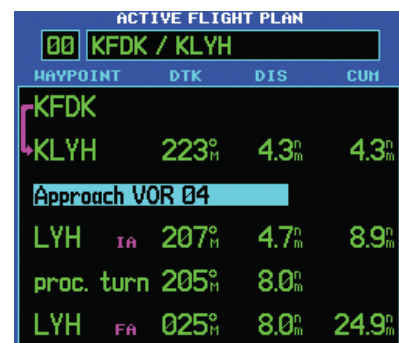 ACTIVE FLIGHT PLAN
00 KFDK / KLYH
WAYPOINT DTK DIS CUM
KFDK
KLYH 223°M 4.3nm 4.3nm
Approach VOR 04
LYH IA 207°M 4.7nm 8.9nm
proc. turn 205°M 8.0nm
LYH FA 025°M 8.0nm 24.9nm